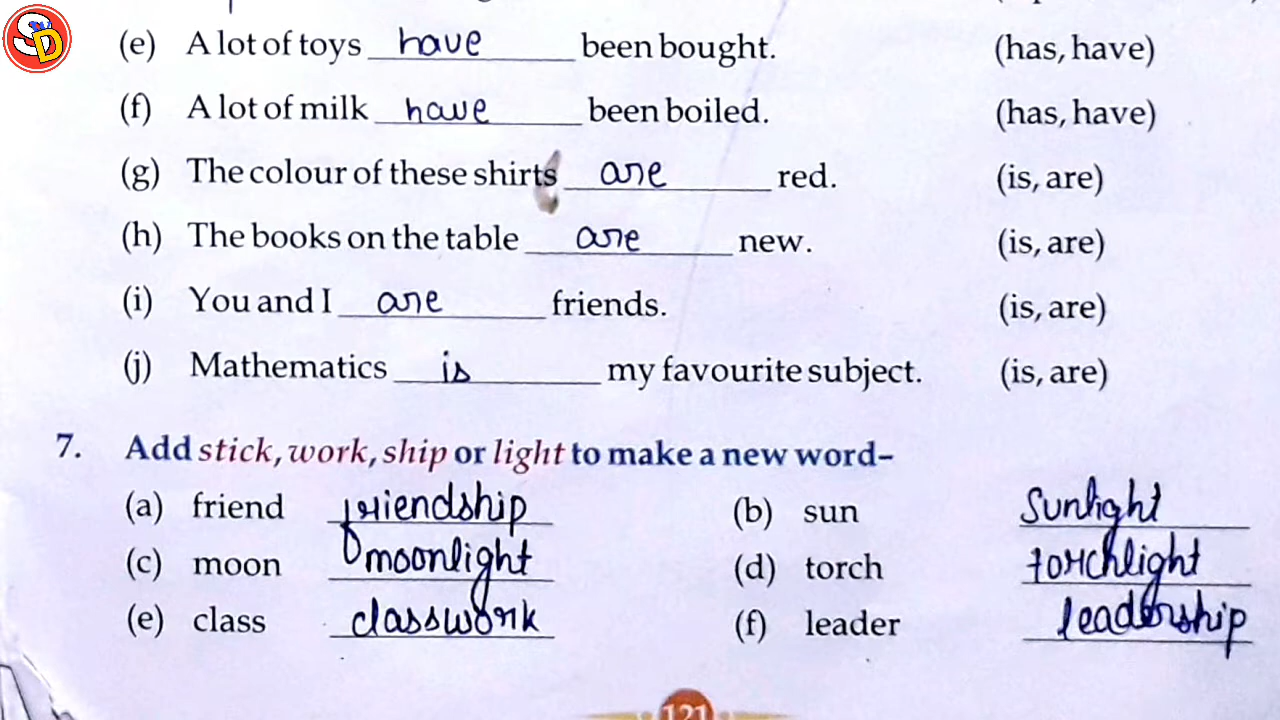 SD
(e) A lot of toys have been bought. (has, have)
(f) A lot of milk have been boiled. (has, have)
(g) The colour of these shirts are red. (is, are)
(h) The books on the table are new. (is, are)
(i) You and I are friends. (is, are)
(j) Mathematics is my favourite subject. (is, are)
7. Add stick, work, ship or light to make a new word–
(a) friend friendship (b) sun Sunlight
(c) moon moonlight (d) torch torchlight
(e) class classwork (f) leader leadership
121